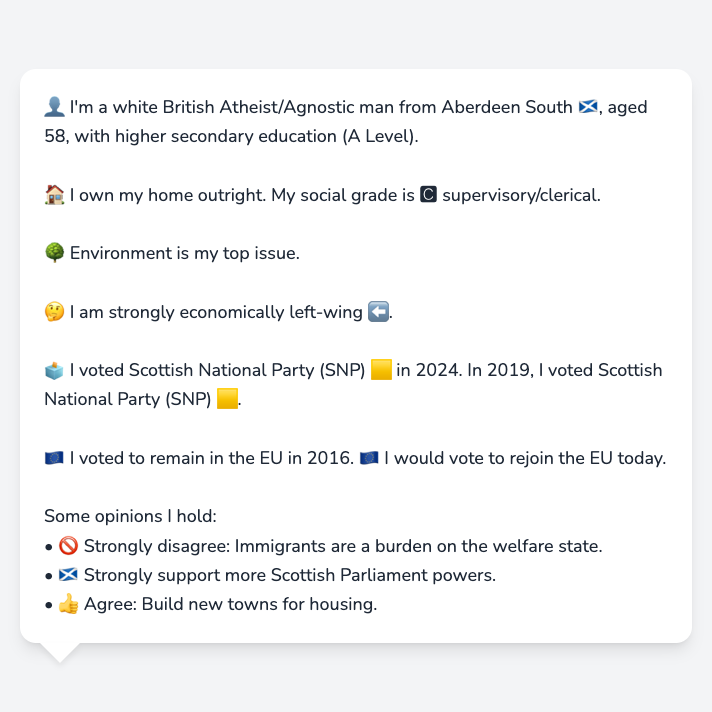 👤 I'm a white British Atheist/Agnostic man from Aberdeen South 🏴󠁧󠁢󠁳󠁣󠁴󠁿, aged
58, with higher secondary education (A Level).
🏠 I own my home outright. My social grade is 🅲 supervisory/clerical.
🌳 Environment is my top issue.
🤔 I am strongly economically left-wing ⬅️.
🗳️ I voted Scottish National Party (SNP) 🟨 in 2024. In 2019, I voted Scottish
National Party (SNP) 🟨.
🇪🇺 I voted to remain in the EU in 2016. 🇪🇺 I would vote to rejoin the EU today.
Some opinions I hold:
• 🚫 Strongly disagree: Immigrants are a burden on the welfare state.
• 🏴󠁧󠁢󠁳󠁣󠁴󠁿 Strongly support more Scottish Parliament powers.
• 👍 Agree: Build new towns for housing.